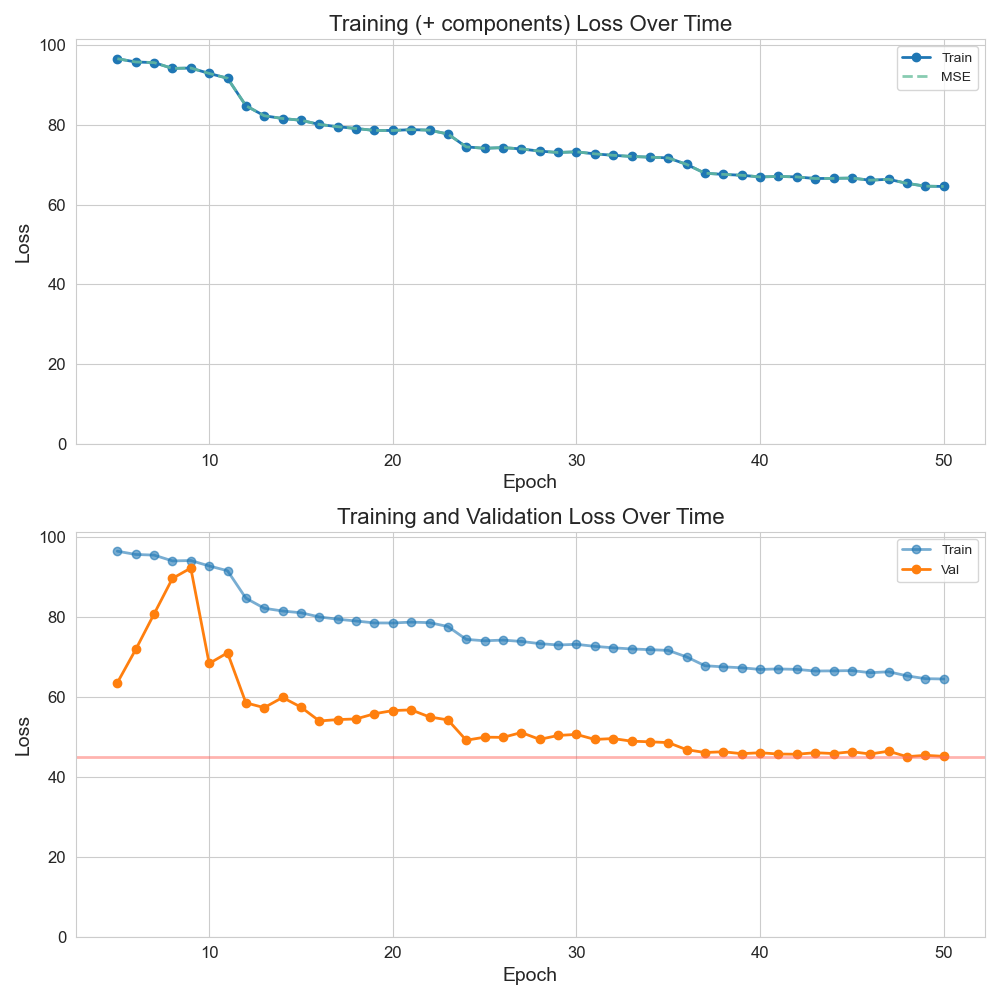 Training (+ components) Loss Over Time
Train
MSE
100
80
60
40
20
0
Loss
10 20 30 40 50
Epoch
Training and Validation Loss Over Time
Train
Val
100
80
60
40
20
0
Loss
10 20 30 40 50
Epoch